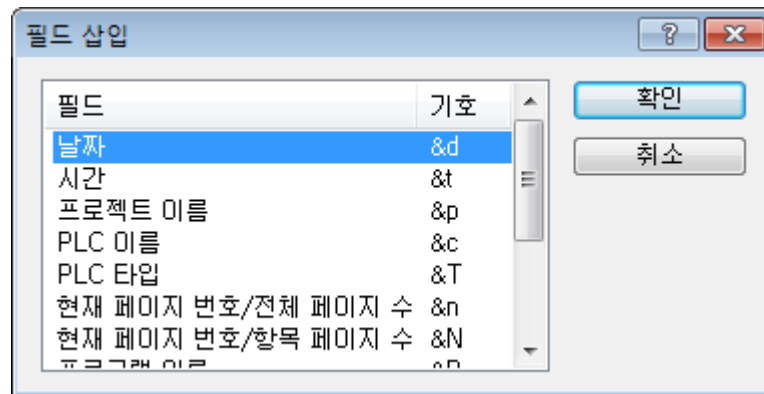 필드 삽입
필드 기호
확인
취소
날짜 &d
시간 &t
프로젝트 이름 &p
PLC 이름 &c
PLC 타입 &T
현재 페이지 번호/전체 페이지 수 &n
현재 페이지 번호/항목 페이지 수 &N